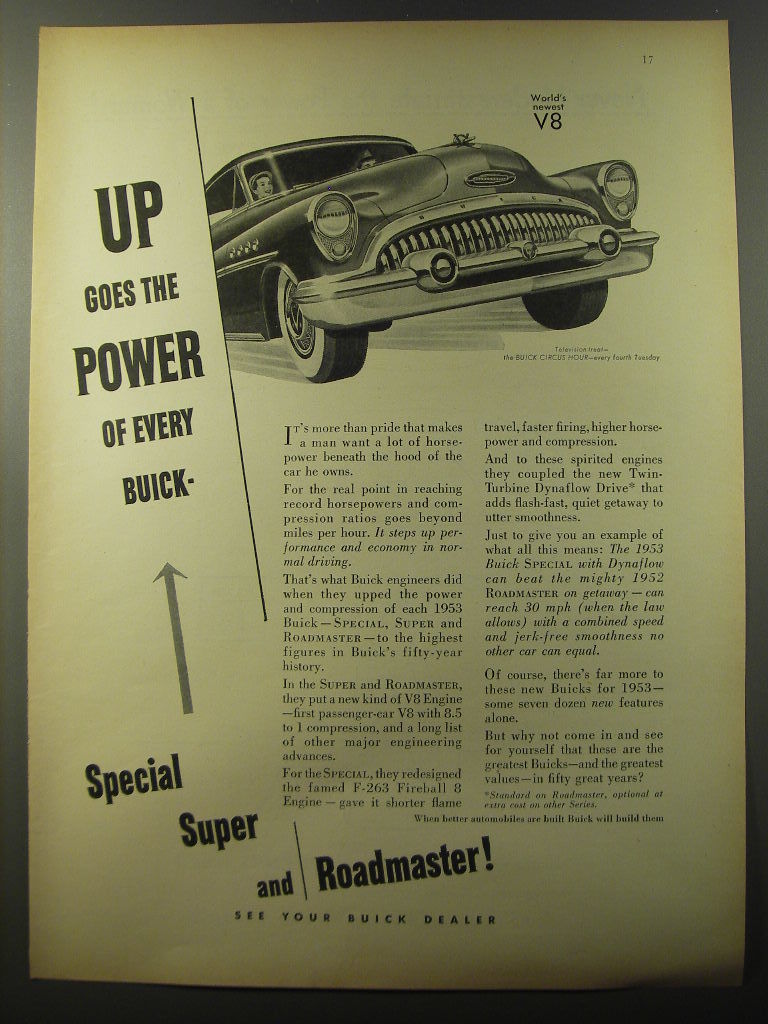 17
World's
newest
V8
UP
GOES THE
POWER
OF EVERY
BUICK-
BUICK
Television treat—
the BUICK CIRCUS HOUR—every fourth Tuesday
IT'S more than pride that makes
a man want a lot of horse-
power beneath the hood of the
car he owns.
For the real point in reaching
record horsepowers and com-
pression ratios goes beyond
miles per hour. It steps up per-
formance and economy in nor-
mal driving.
That's what Buick engineers did
when they upped the power
and compression of each 1953
Buick—SPECIAL, SUPER and
ROADMASTER—to the highest
figures in Buick's fifty-year
history.
In the SUPER and ROADMASTER,
they put a new kind of V8 Engine
—first passenger-car V8 with 8.5
to 1 compression, and a long list
of other major engineering
advances.
For the SPECIAL, they redesigned
the famed F-263 Fireball 8
Engine — gave it shorter flame
travel, faster firing, higher horse-
power and compression.
And to these spirited engines
they coupled the new Twin-
Turbine Dynaflow Drive* that
adds flash-fast, quiet getaway to
utter smoothness.
Just to give you an example of
what all this means: The 1953
Buick SPECIAL with Dynaflow
can beat the mighty 1952
ROADMASTER on getaway — can
reach 30 mph (when the law
allows) with a combined speed
and jerk-free smoothness no
other car can equal.
Of course, there's far more to
these new Buicks for 1953—
some seven dozen new features
alone.
But why not come in and see
for yourself that these are the
greatest Buicks—and the greatest
values—in fifty great years?
*Standard on Roadmaster, optional at
extra cost on other Series.
When better automobiles are built Buick will build them
Special
Super
and Roadmaster!
SEE YOUR BUICK DEALER